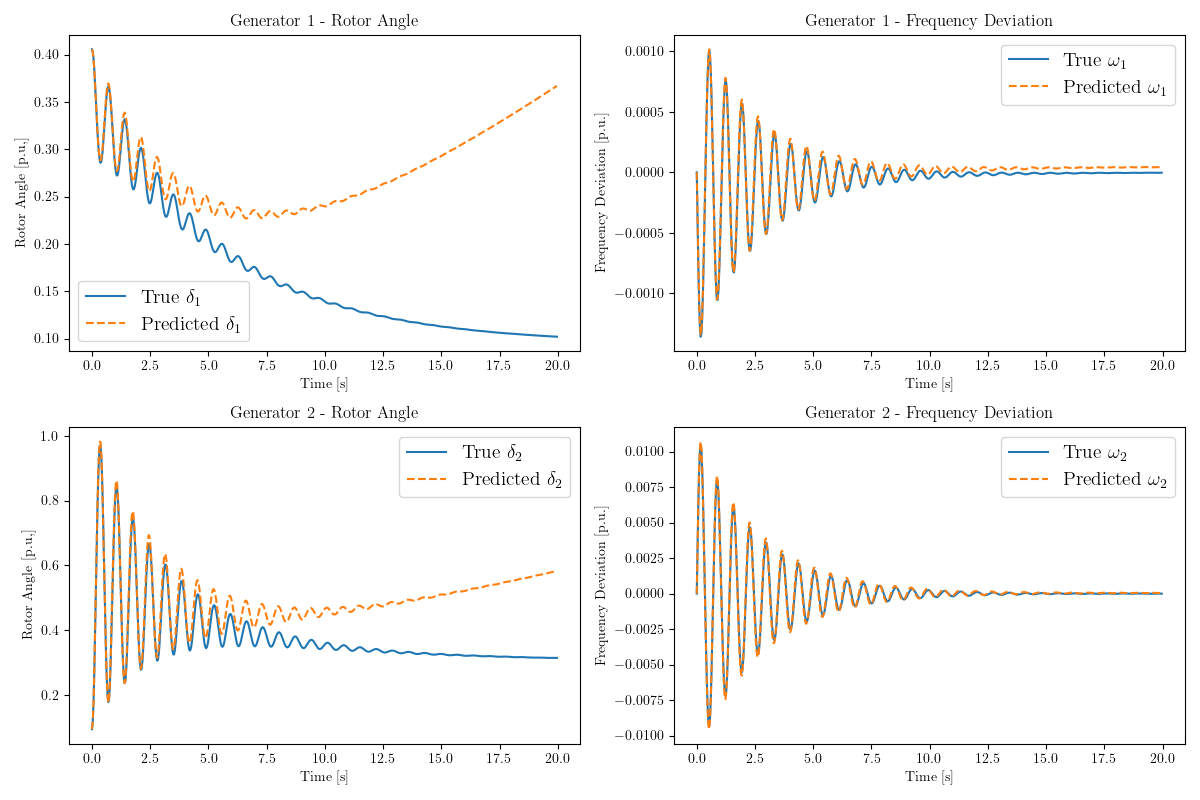 Generator 1 - Rotor Angle
Rotor Angle [p.u.]
0.40
0.35
0.30
0.25
0.20
0.15
0.10
True δ₁
Predicted δ₁
0.0 2.5 5.0 7.5 10.0 12.5 15.0 17.5 20.0
Time [s]
Generator 1 - Frequency Deviation
Frequency Deviation [p.u.]
0.0010
0.0005
0.0000
−0.0005
−0.0010
True ω₁
Predicted ω₁
0.0 2.5 5.0 7.5 10.0 12.5 15.0 17.5 20.0
Time [s]
Generator 2 - Rotor Angle
Rotor Angle [p.u.]
1.0
0.8
0.6
0.4
0.2
True δ₂
Predicted δ₂
0.0 2.5 5.0 7.5 10.0 12.5 15.0 17.5 20.0
Time [s]
Generator 2 - Frequency Deviation
Frequency Deviation [p.u.]
0.0100
0.0075
0.0050
0.0025
0.0000
−0.0025
−0.0050
−0.0075
−0.0100
True ω₂
Predicted ω₂
0.0 2.5 5.0 7.5 10.0 12.5 15.0 17.5 20.0
Time [s]